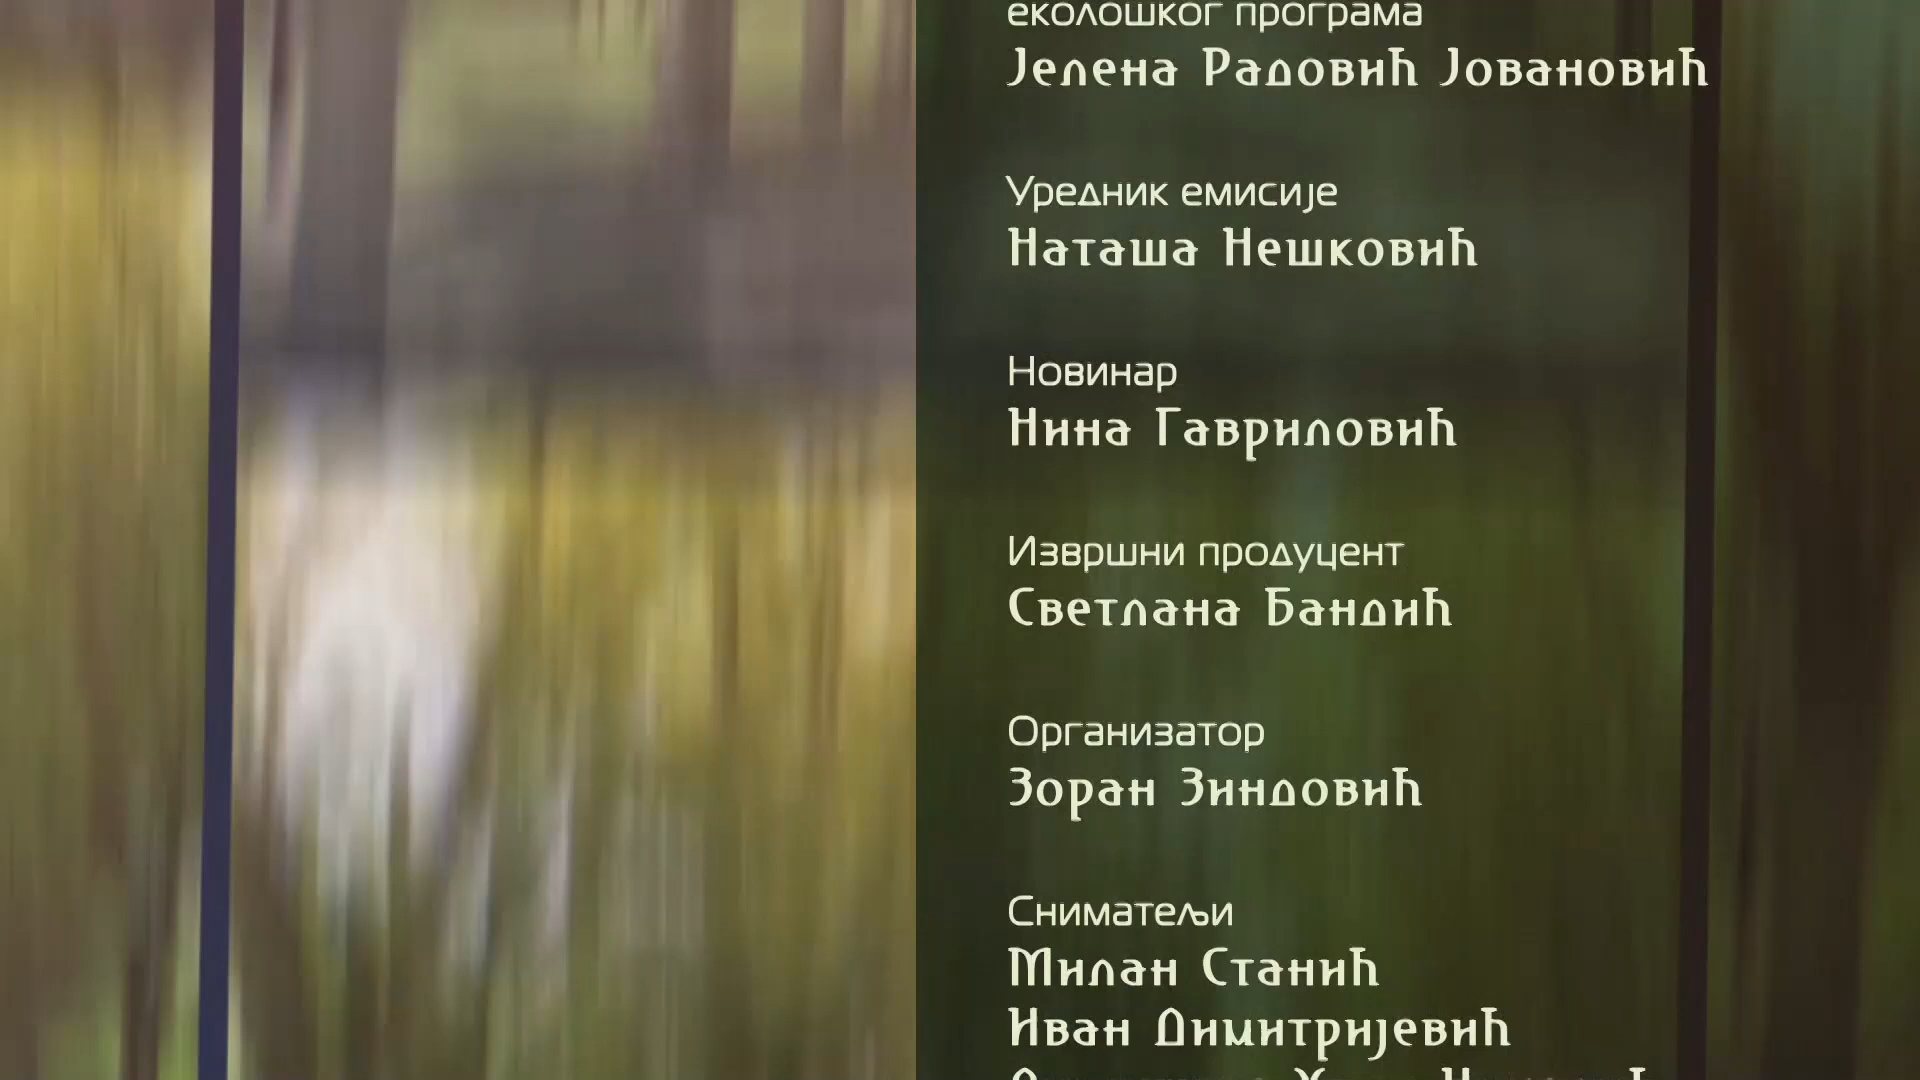 еколошког програма
Јелена Радовић Јовановић
Уредник емисије
Наташа Нешковић
Новинар
Нина Гавриловић
Извршни продуцент
Светлана Бандић
Организатор
Зоран Зиндовић
Сниматељи
Милан Станић
Иван Димитријевић